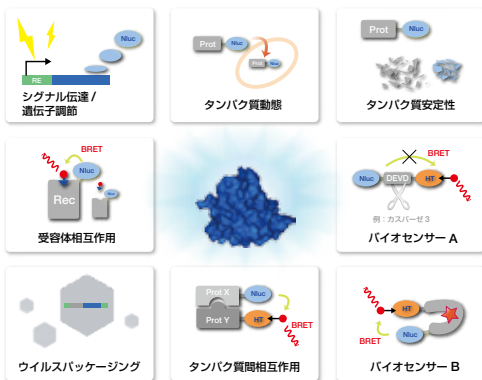 Nluc
RE
シグナル伝達 /
遺伝子調節
Prot
Nluc
Prot
Nluc
タンパク質動態
Prot
Nluc
タンパク質安定性
BRET
Nluc
Rec
Nluc
受容体相互作用
BRET
Nluc
DEVD
HT
例：カスパーゼ 3
バイオセンサー A
ウイルスパッケージング
Prot X
Nluc
Prot Y
HT
BRET
タンパク質間相互作用
HT
BRET
Nluc
バイオセンサー B